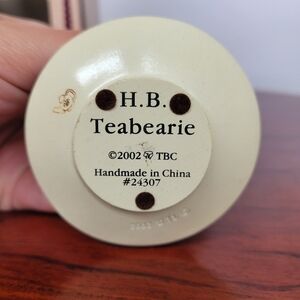 H.B.
Teabearie
©2002 TBC
Handmade in China
#24307